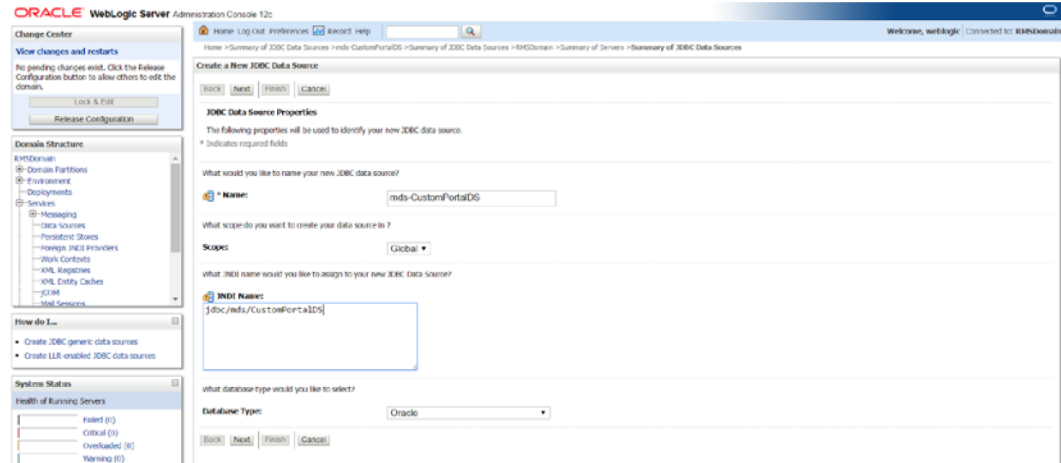 ORACLE WebLogic Server Administration Console 12c
Change Center
View changes and restarts
No pending changes exist. Click the Release
Configuration button to allow others to edit the
domain.
Lock & Edit
Release Configuration
Domain Structure
RMSDomain
Domain Partitions
Environment
Deployments
Services
Messaging
Data Sources
Persistent Stores
Foreign JNDI Providers
Work Contexts
XML Registries
XML Entity Caches
jCOM
Mail Sessions
How do I...
Create JDBC generic data sources
Create LLR-enabled JDBC data sources
System Status
Health of Running Servers
Failed (0)
Critical (0)
Overloaded (0)
Warning (0)
Home Log Out Preferences Record Help
Welcome, weblogic Connected to: RMSDomain
Home >Summary of JDBC Data Sources >mds-CustomPortalDS >Summary of JDBC Data Sources >RMSDomain >Summary of Servers >Summary of JDBC Data Sources
Create a New JDBC Data Source
Back Next Finish Cancel
JDBC Data Source Properties
The following properties will be used to identify your new JDBC data source.
* Indicates required fields
What would you like to name your new JDBC data source?
* Name: mds-CustomPortalDS
What scope do you want to create your data source in ?
Scope: Global
What JNDI name would you like to assign to your new JDBC Data Source?
JNDI Name:
jdbc/mds/CustomPortalDS
What database type would you like to select?
Database Type: Oracle
Back Next Finish Cancel